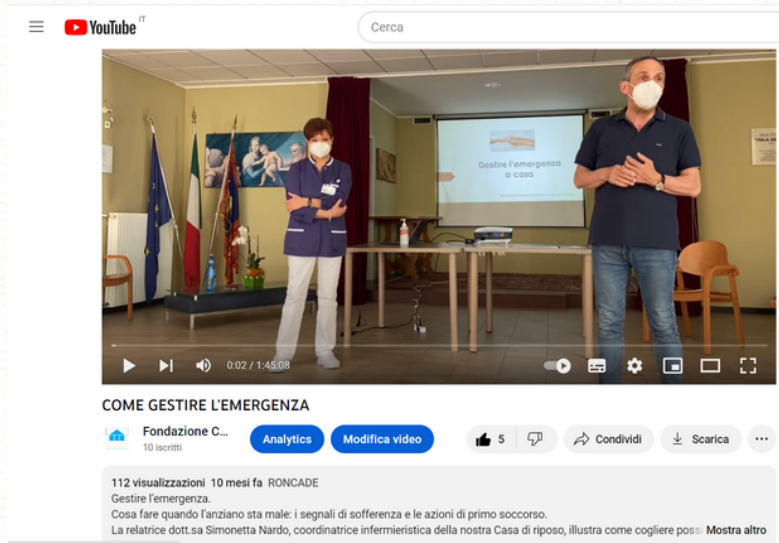 YouTube IT
Cerca
Gestire l'emergenza
a casa
0:02 / 1:45:08
COME GESTIRE L'EMERGENZA
Fondazione C...
10 iscritti
Analytics
Modifica video
5
Condividi
Scarica
112 visualizzazioni 10 mesi fa RONCADE
Gestire l'emergenza.
Cosa fare quando l'anziano sta male: i segnali di sofferenza e le azioni di primo soccorso.
La relatrice dott.sa Simonetta Nardo, coordinatrice infermieristica della nostra Casa di riposo, illustra come cogliere possi Mostra altro